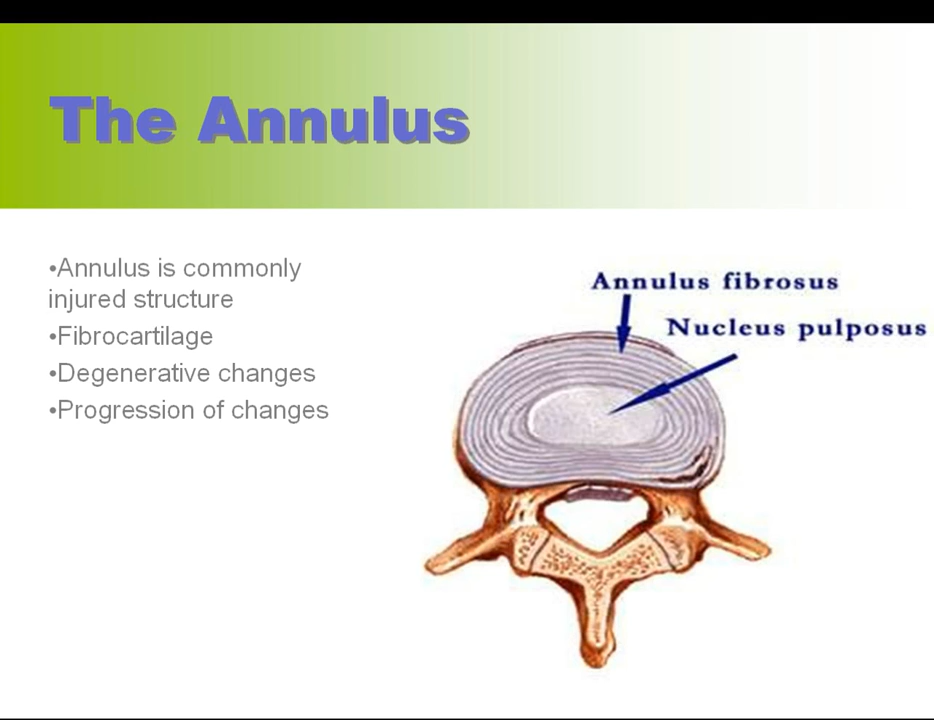 The Annulus
•Annulus is commonly
injured structure
•Fibrocartilage
•Degenerative changes
•Progression of changes
Annulus fibrosus
Nucleus pulposus